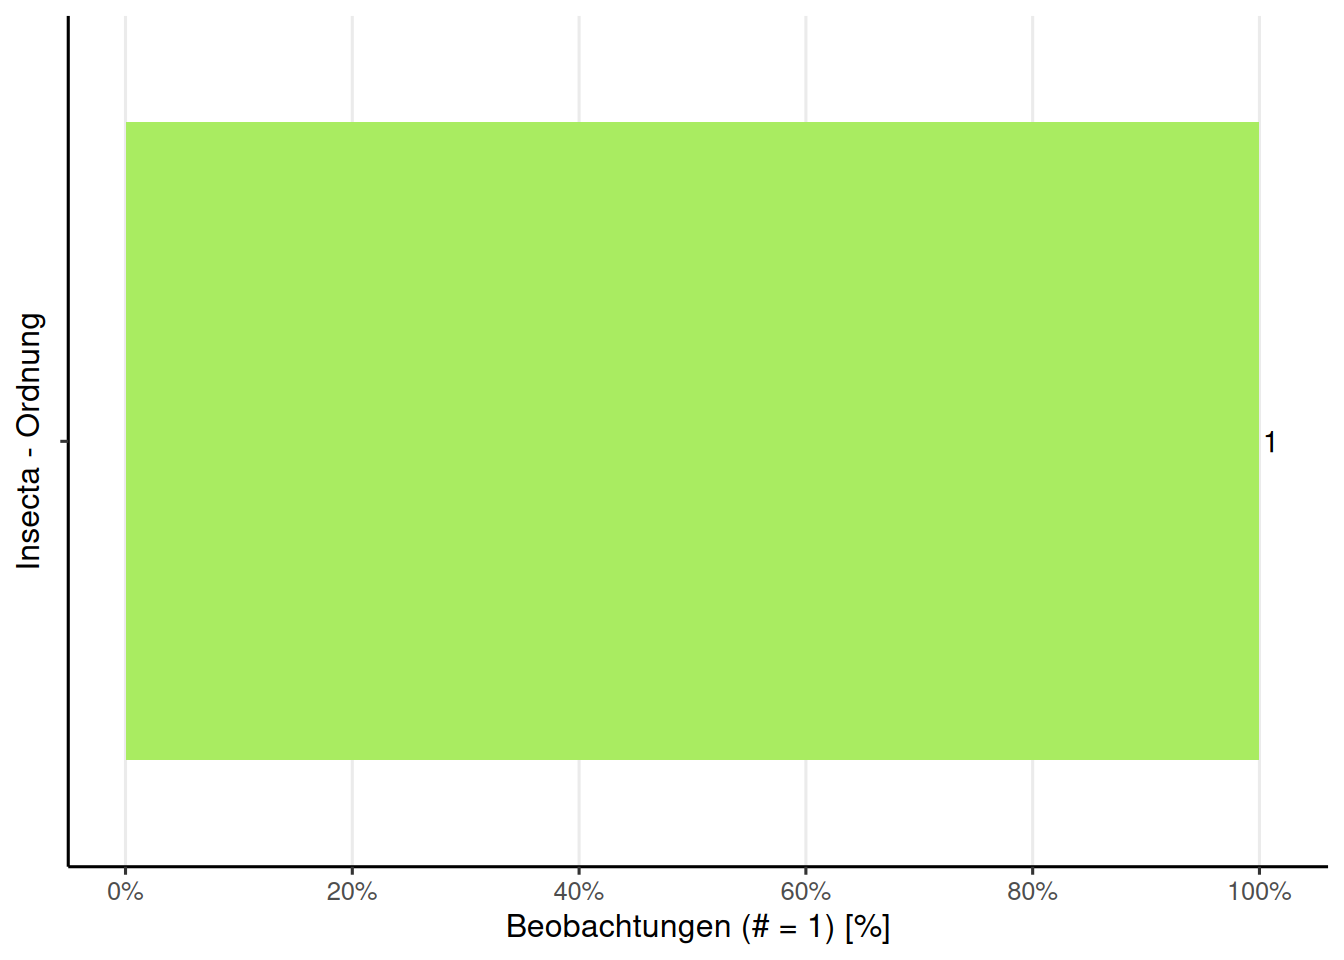 Insecta - Ordnung
1
0% 20% 40% 60% 80% 100%
Beobachtungen (# = 1) [%]